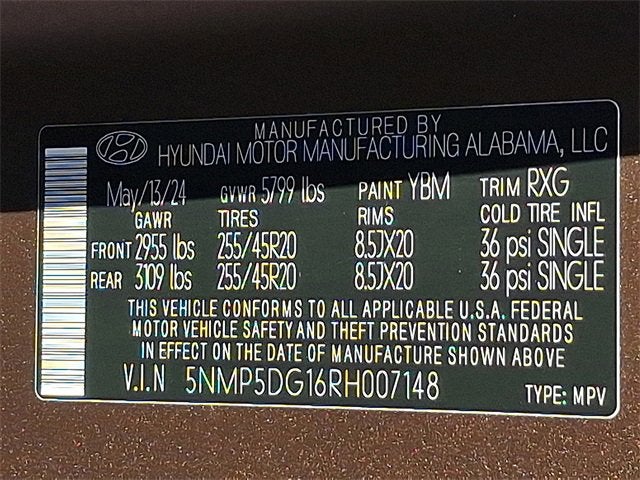 MANUFACTURED BY
HYUNDAI MOTOR MANUFACTURING ALABAMA, LLC
May/13/24 GVWR 5799 lbs PAINT YBM TRIM RXG
GAWR TIRES RIMS COLD TIRE INFL
FRONT 2955 lbs 255/45R20 8.5JX20 36 psi SINGLE
REAR 3109 lbs 255/45R20 8.5JX20 36 psi SINGLE
THIS VEHICLE CONFORMS TO ALL APPLICABLE U.S.A. FEDERAL
MOTOR VEHICLE SAFETY AND THEFT PREVENTION STANDARDS
IN EFFECT ON THE DATE OF MANUFACTURE SHOWN ABOVE
V.I.N 5NMP5DG16RH007148 TYPE: MPV